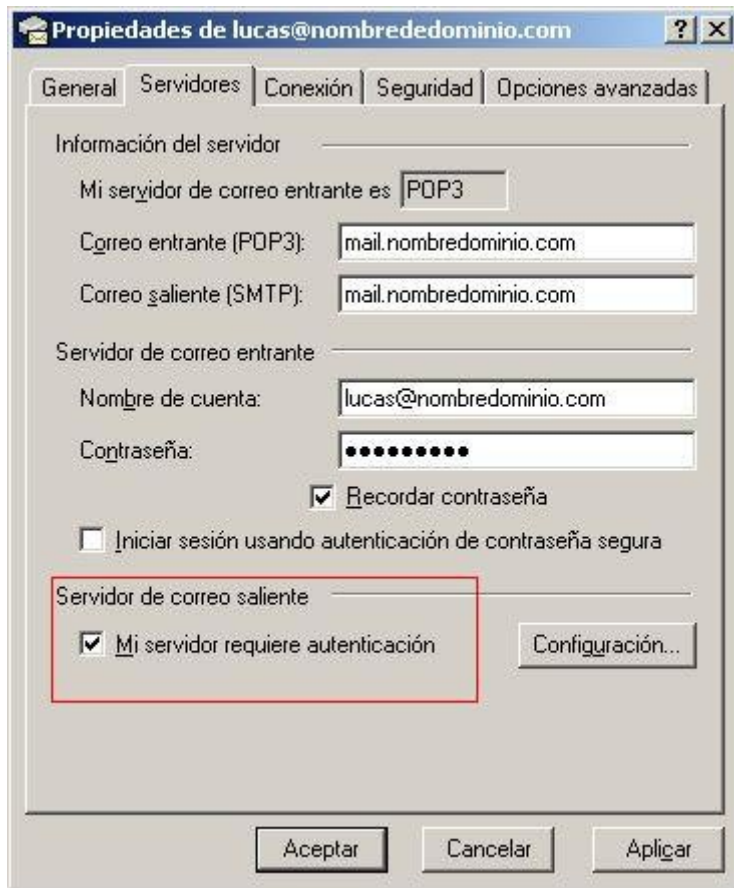 Propiedades de lucas@nombrededominio.com
General Servidores Conexión Seguridad Opciones avanzadas
Información del servidor
Mi servidor de correo entrante es POP3
Correo entrante (POP3): mail.nombredominio.com
Correo saliente (SMTP): mail.nombredominio.com
Servidor de correo entrante
Nombre de cuenta: lucas@nombredominio.com
Contraseña: •••••••••
Recordar contraseña
Iniciar sesión usando autenticación de contraseña segura
Servidor de correo saliente
Mi servidor requiere autenticación Configuración...
Aceptar Cancelar Aplicar